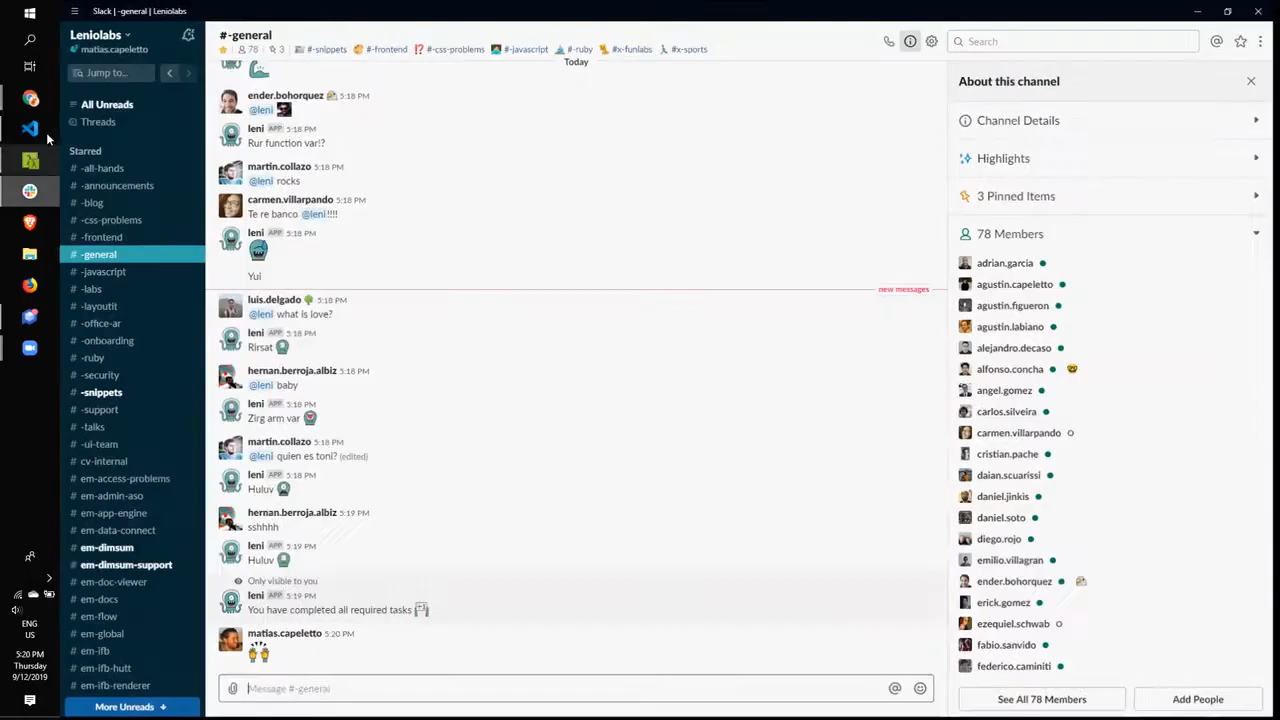 Slack | -general | Leniolabs
Leniolabs
matias.capeletto
Jump to...
All Unreads
Threads
Starred
# -all-hands
# -announcements
# -blog
# -css-problems
# -frontend
# -general
# -javascript
# -labs
# -layoutit
# -office-ar
# -onboarding
# -ruby
# -security
# -snippets
# -support
# -talks
# -ui-team
# cv-internal
# em-access-problems
# em-admin-aso
# em-app-engine
# em-data-connect
# em-dimsum
# em-dimsum-support
# em-doc-viewer
# em-docs
# em-flow
# em-global
# em-ifb
# em-ifb-hutt
# em-ifb-renderer
More Unreads
ENG
US
5:20 PM
Thursday
9/12/2019
#-general
78 3 #-snippets #-frontend #-css-problems #-javascript #-ruby #x-funlabs #x-sports
Search
Today
ender.bohorquez 5:18 PM
@leni
leni APP 5:18 PM
Rur function var!?
martin.collazo 5:18 PM
@leni rocks
carmen.villarpando 5:18 PM
Te re banco @leni!!!!
leni APP 5:18 PM
Yui
new messages
luis.delgado 5:18 PM
@leni what is love?
leni APP 5:18 PM
Rirsat
hernan.berroja.albiz 5:18 PM
@leni baby
leni APP 5:18 PM
Zirg arm var
martin.collazo 5:18 PM
@leni quien es toni? (edited)
leni APP 5:18 PM
Huluv
hernan.berroja.albiz 5:19 PM
sshhhh
leni APP 5:19 PM
Huluv
Only visible to you
leni APP 5:19 PM
You have completed all required tasks
matias.capeletto 5:20 PM
Message #-general
About this channel
Channel Details
Highlights
3 Pinned Items
78 Members
adrian.garcia
agustin.capeletto
agustin.figueron
agustin.labiano
alejandro.decaso
alfonso.concha
angel.gomez
carlos.silveira
carmen.villarpando
cristian.pache
daian.scuarissi
daniel.jinkis
daniel.soto
diego.rojo
emilio.villagran
ender.bohorquez
erick.gomez
ezequiel.schwab
fabio.sanvido
federico.caminiti
See All 78 Members
Add People